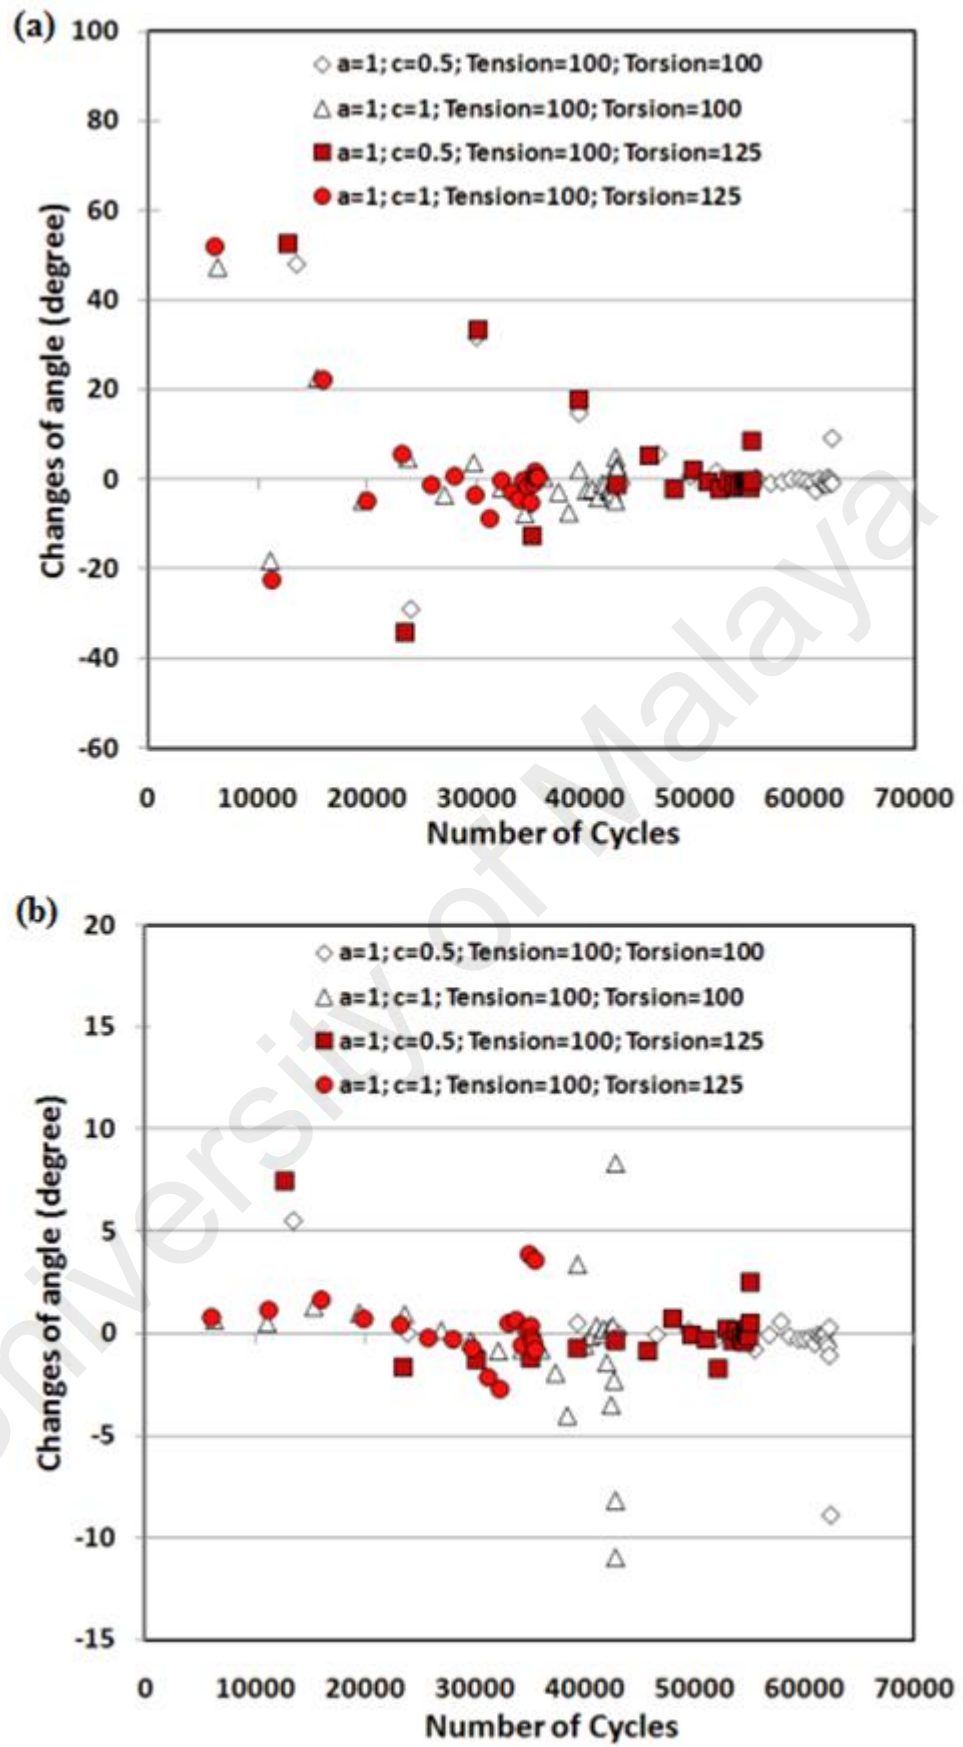 (a)
100
80
60
40
20
0
-20
-40
-60
Changes of angle (degree)
a=1; c=0.5; Tension=100; Torsion=100
a=1; c=1; Tension=100; Torsion=100
a=1; c=0.5; Tension=100; Torsion=125
a=1; c=1; Tension=100; Torsion=125
0 10000 20000 30000 40000 50000 60000 70000
Number of Cycles
(b)
20
15
10
5
0
-5
-10
-15
Changes of angle (degree)
a=1; c=0.5; Tension=100; Torsion=100
a=1; c=1; Tension=100; Torsion=100
a=1; c=0.5; Tension=100; Torsion=125
a=1; c=1; Tension=100; Torsion=125
0 10000 20000 30000 40000 50000 60000 70000
Number of Cycles
University of Malaya